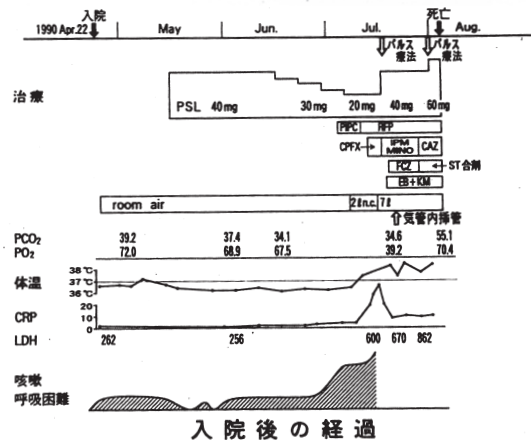 入院
死亡
1990 Apr.22
May
Jun.
Jul.
Aug.
パルス療法
パルス療法
治療
PSL 40mg 30mg 20mg 40mg 60mg
PIPC RFP
CPFX→ IPM MINO CAZ
FCZ ←ST合剤
EB+KM
room air 2ℓn.c. 7ℓ
気管内挿管
PCO₂ 39.2 37.4 34.1 34.6 55.1
PO₂ 72.0 68.9 67.5 39.2 70.4
体温 38℃ 37℃ 36℃
CRP 20 10 0
LDH 262 256 600 670 862
咳嗽
呼吸困難
入院後の経過